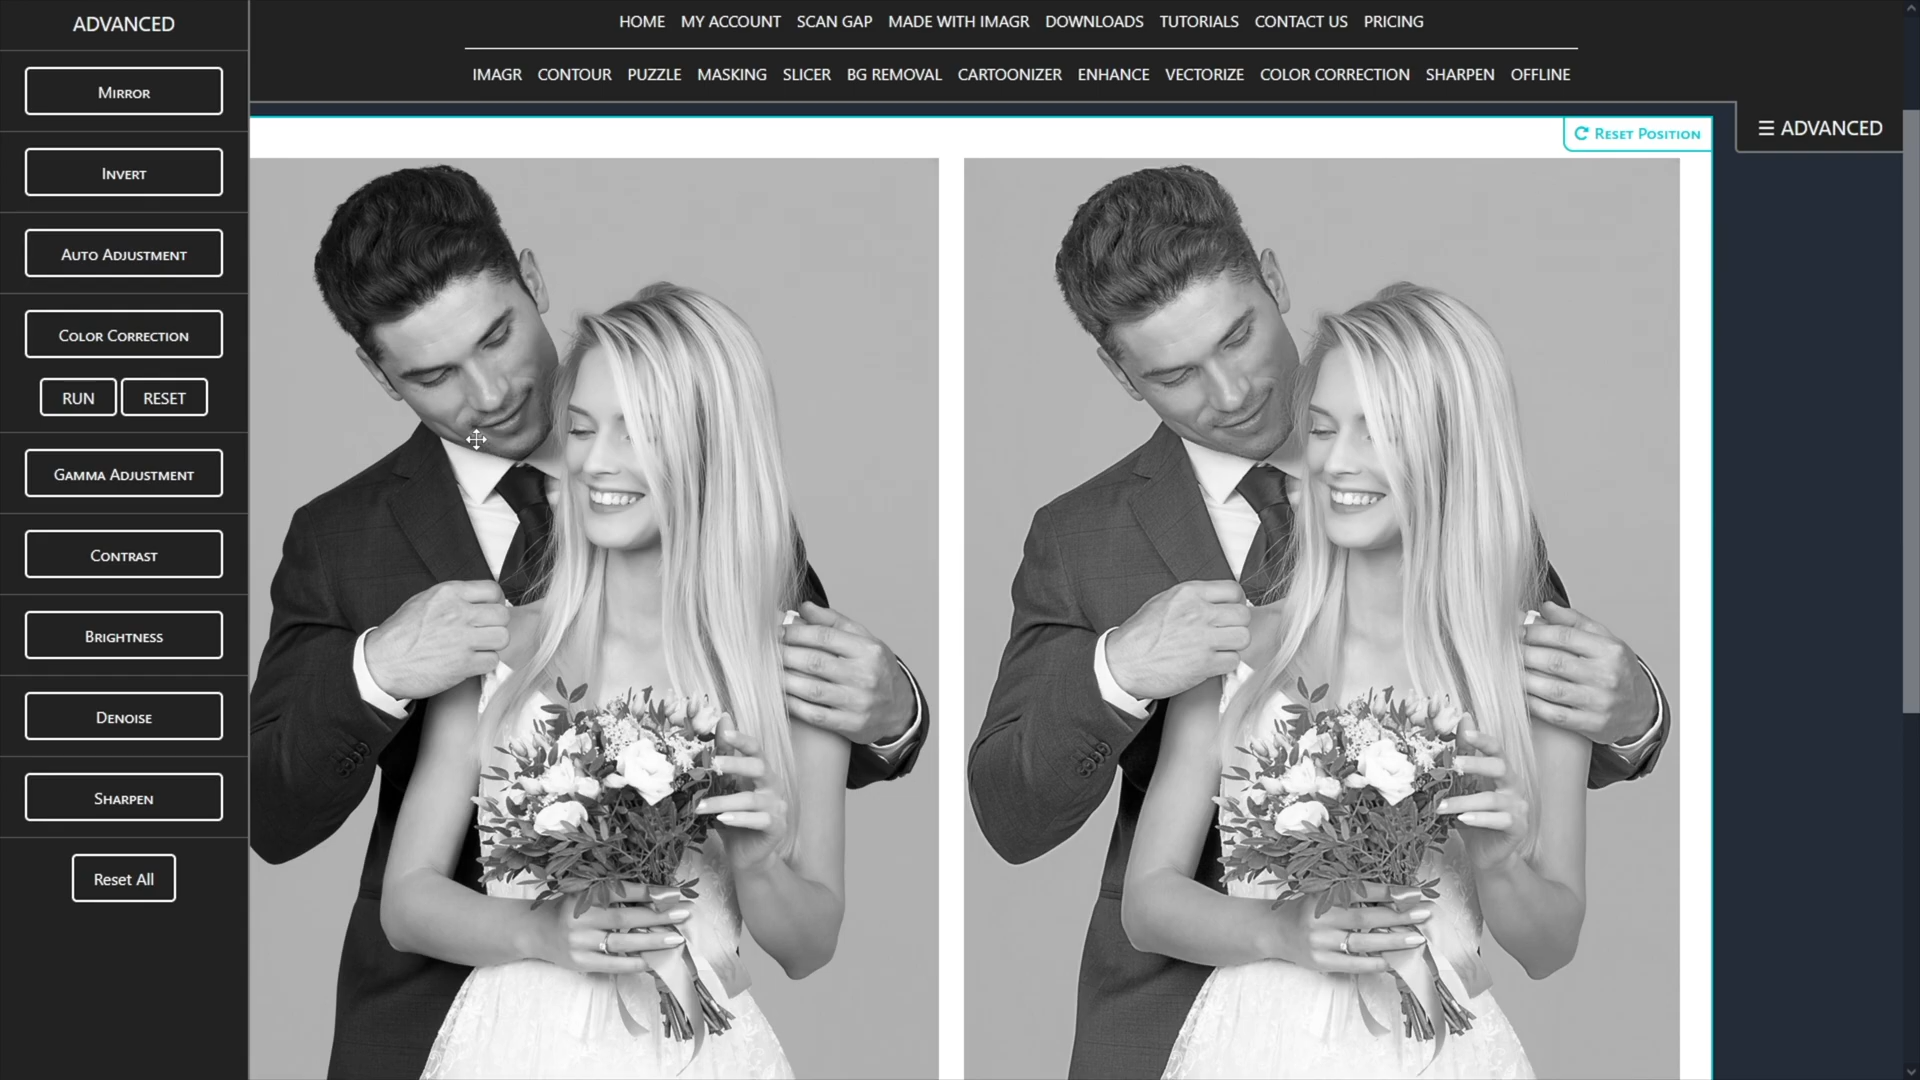 ADVANCED
HOME MY ACCOUNT SCAN GAP MADE WITH IMAGR DOWNLOADS TUTORIALS CONTACT US PRICING
IMAGR CONTOUR PUZZLE MASKING SLICER BG REMOVAL CARTOONIZER ENHANCE VECTORIZE COLOR CORRECTION SHARPEN OFFLINE
☰ ADVANCED
Reset Position
Mirror
Invert
Auto Adjustment
Color Correction
RUN RESET
Gamma Adjustment
Contrast
Brightness
Denoise
Sharpen
Reset All